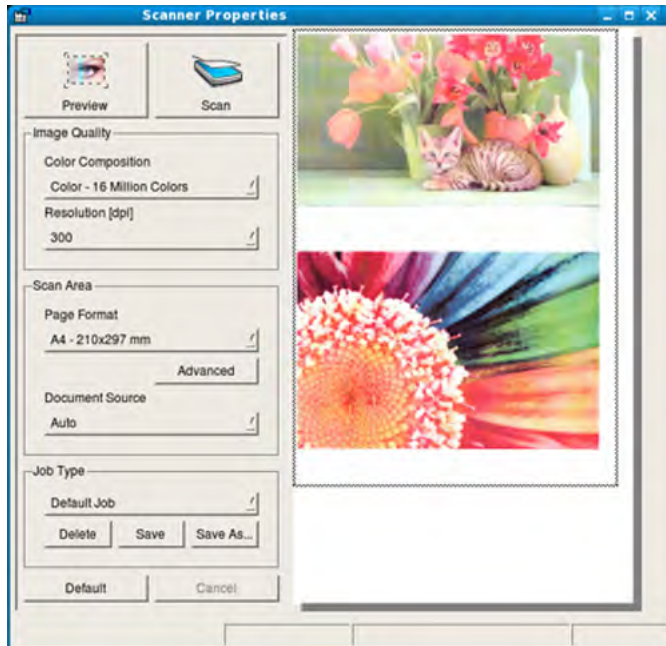 Scanner Properties
Preview
Scan
Image Quality
Color Composition
Color - 16 Million Colors
Resolution [dpi]
300
Scan Area
Page Format
A4 - 210x297 mm
Advanced
Document Source
Auto
Job Type
Default Job
Delete
Save
Save As...
Default
Cancel